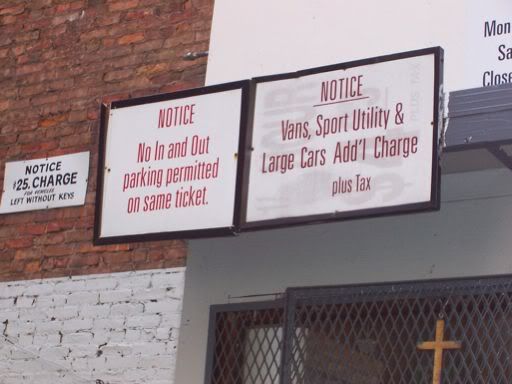 NOTICE
$25. CHARGE
FOR VEHICLES
LEFT WITHOUT KEYS
NOTICE
No In and Out
parking permitted
on same ticket.
NOTICE
Vans, Sport Utility &
Large Cars Add'l Charge
plus Tax
Mon
Sa
Close